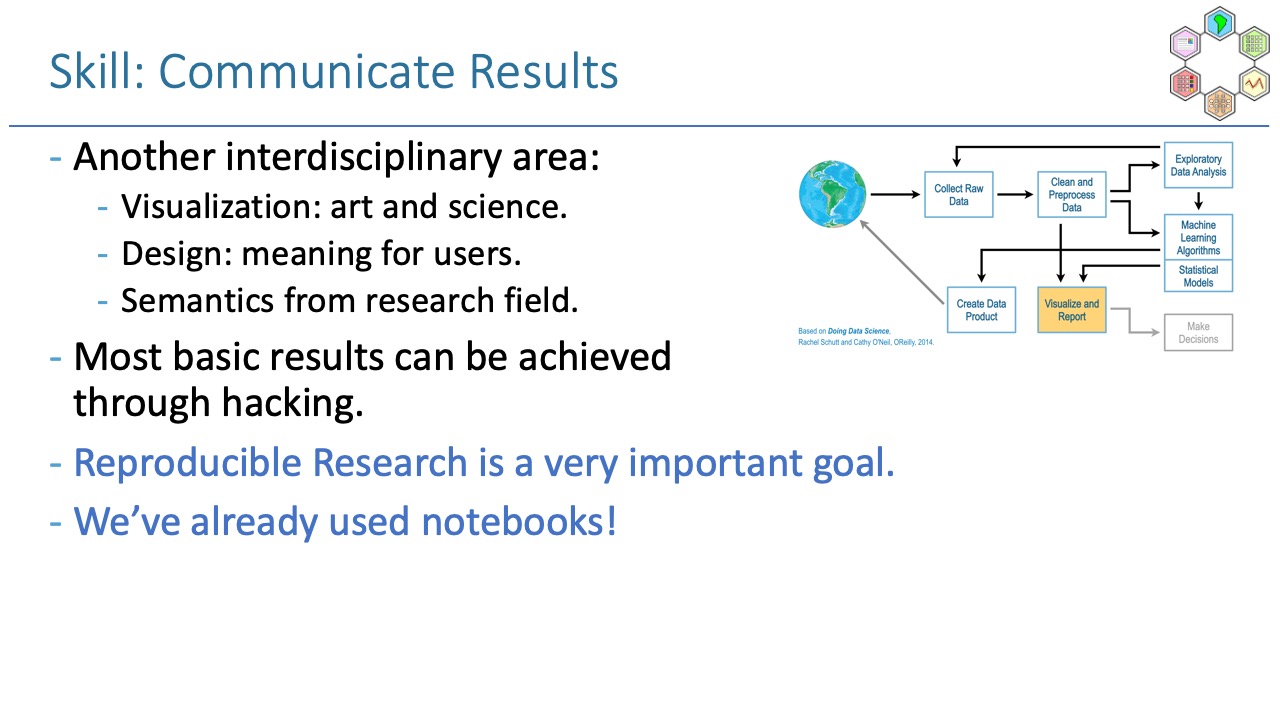 Skill: Communicate Results
- Another interdisciplinary area:
- Visualization: art and science.
- Design: meaning for users.
- Semantics from research field.
- Most basic results can be achieved
through hacking.
- Reproducible Research is a very important goal.
- We’ve already used notebooks!
Collect Raw
Data
Clean and
Preprocess
Data
Exploratory
Data Analysis
Machine
Learning
Algorithms
Statistical
Models
Create Data
Product
Visualize and
Report
Make
Decisions
Based on Doing Data Science,
Rachel Schutt and Cathy O'Neil, OReilly, 2014.